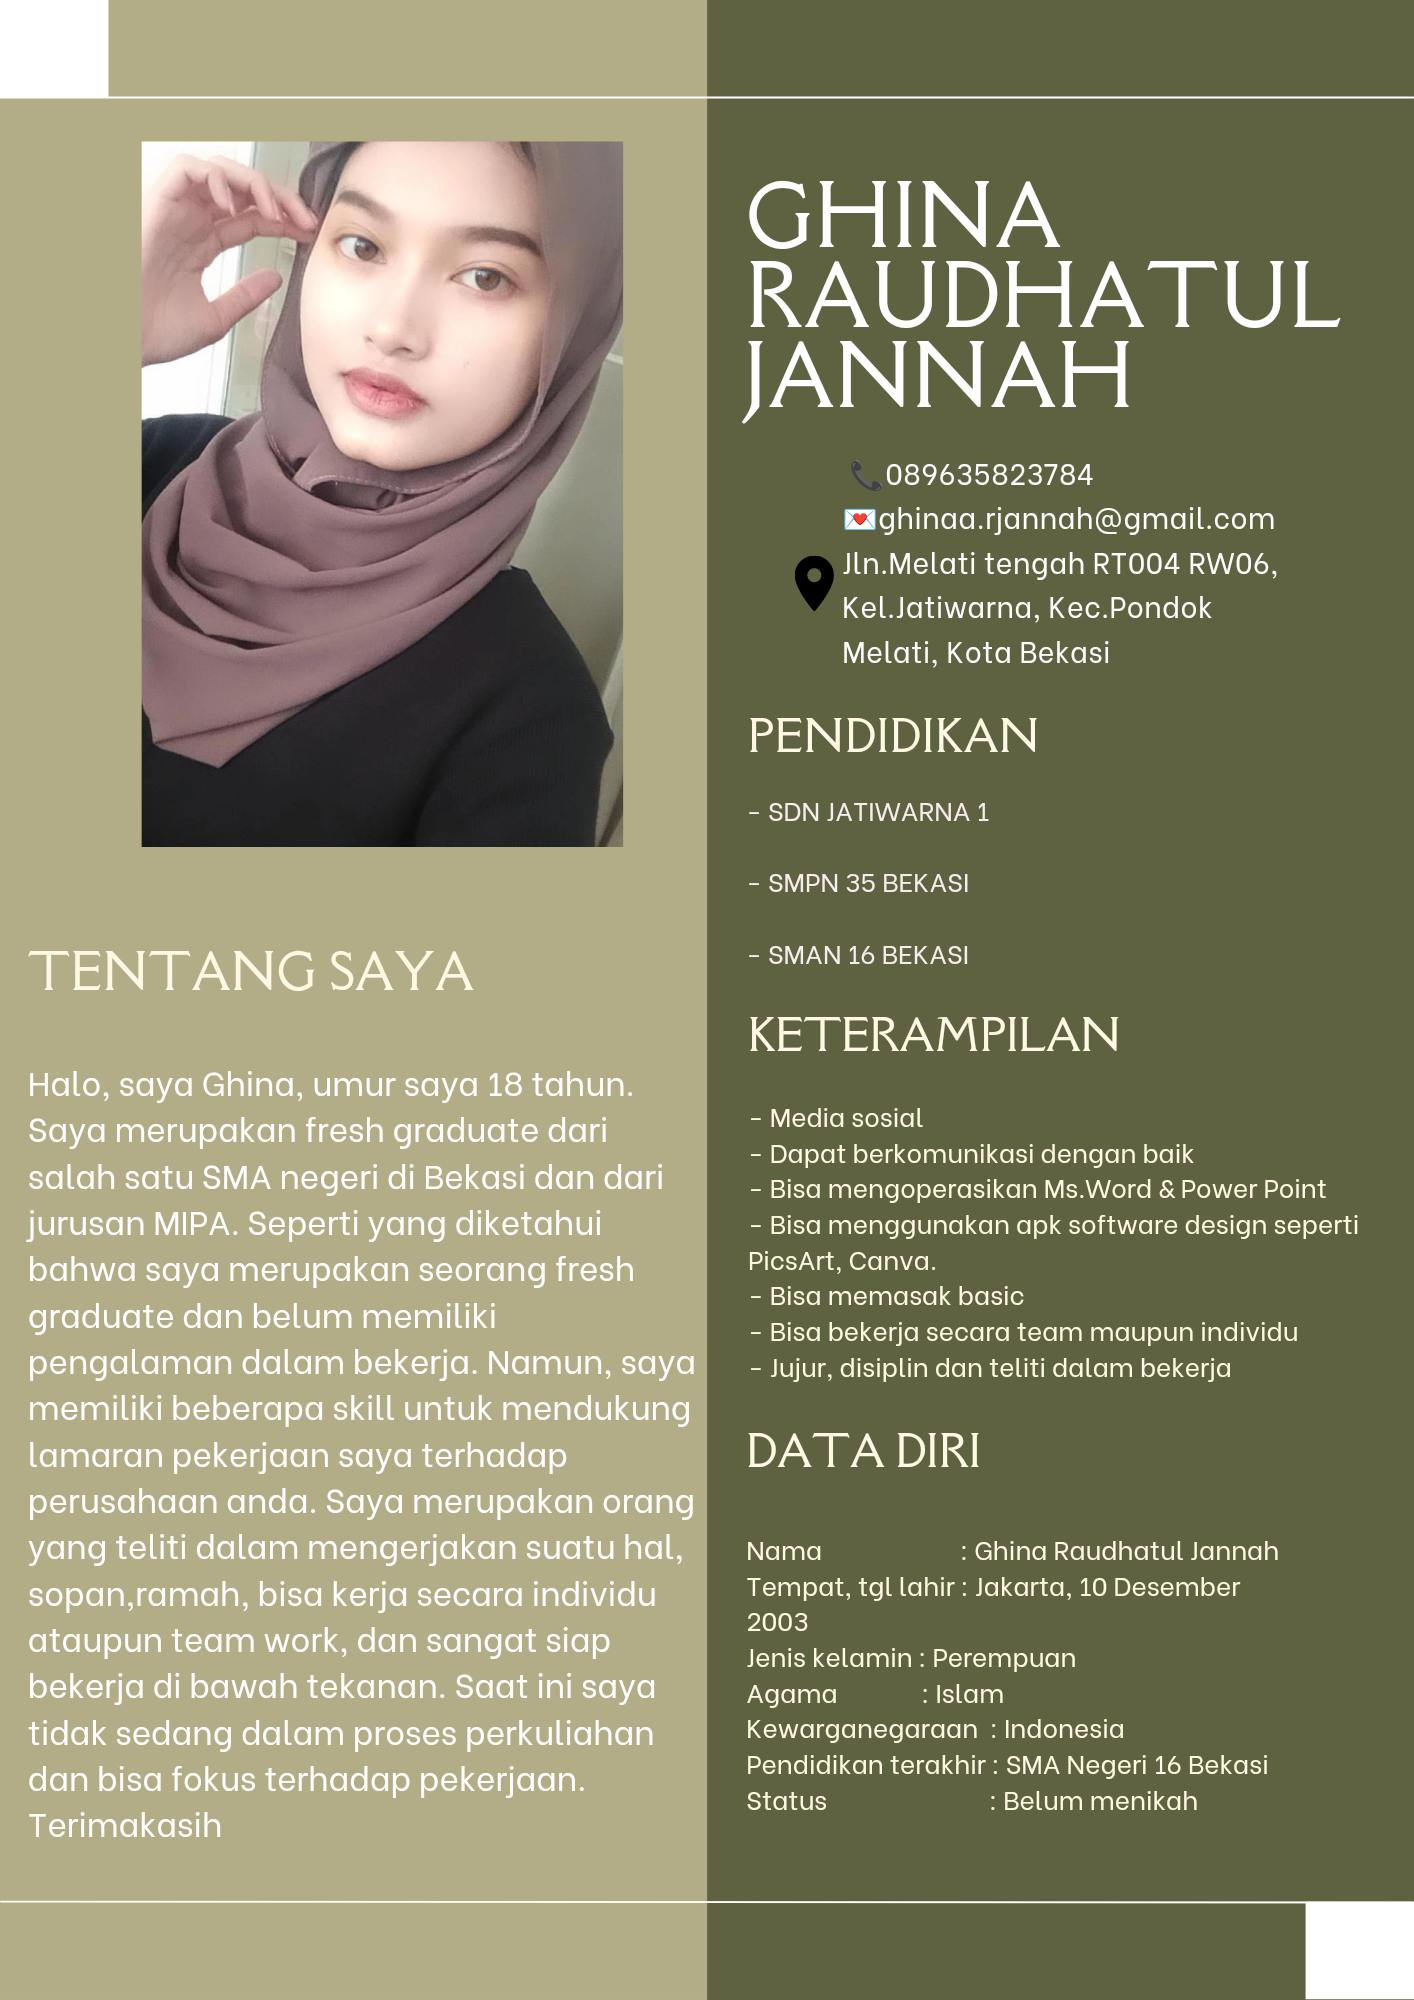 GHINA
RAUDHATUL
JANNAH
📞089635823784
💌ghinaa.rjannah@gmail.com
Jln.Melati tengah RT004 RW06,
Kel.Jatiwarna, Kec.Pondok
Melati, Kota Bekasi
PENDIDIKAN
- SDN JATIWARNA 1
- SMPN 35 BEKASI
- SMAN 16 BEKASI
KETERAMPILAN
- Media sosial
- Dapat berkomunikasi dengan baik
- Bisa mengoperasikan Ms.Word & Power Point
- Bisa menggunakan apk software design seperti
PicsArt, Canva.
- Bisa memasak basic
- Bisa bekerja secara team maupun individu
- Jujur, disiplin dan teliti dalam bekerja
DATA DIRI
Nama : Ghina Raudhatul Jannah
Tempat, tgl lahir : Jakarta, 10 Desember
2003
Jenis kelamin : Perempuan
Agama : Islam
Kewarganegaraan : Indonesia
Pendidikan terakhir : SMA Negeri 16 Bekasi
Status : Belum menikah
TENTANG SAYA
Halo, saya Ghina, umur saya 18 tahun.
Saya merupakan fresh graduate dari
salah satu SMA negeri di Bekasi dan dari
jurusan MIPA. Seperti yang diketahui
bahwa saya merupakan seorang fresh
graduate dan belum memiliki
pengalaman dalam bekerja. Namun, saya
memiliki beberapa skill untuk mendukung
lamaran pekerjaan saya terhadap
perusahaan anda. Saya merupakan orang
yang teliti dalam mengerjakan suatu hal,
sopan,ramah, bisa kerja secara individu
ataupun team work, dan sangat siap
bekerja di bawah tekanan. Saat ini saya
tidak sedang dalam proses perkuliahan
dan bisa fokus terhadap pekerjaan.
Terimakasih